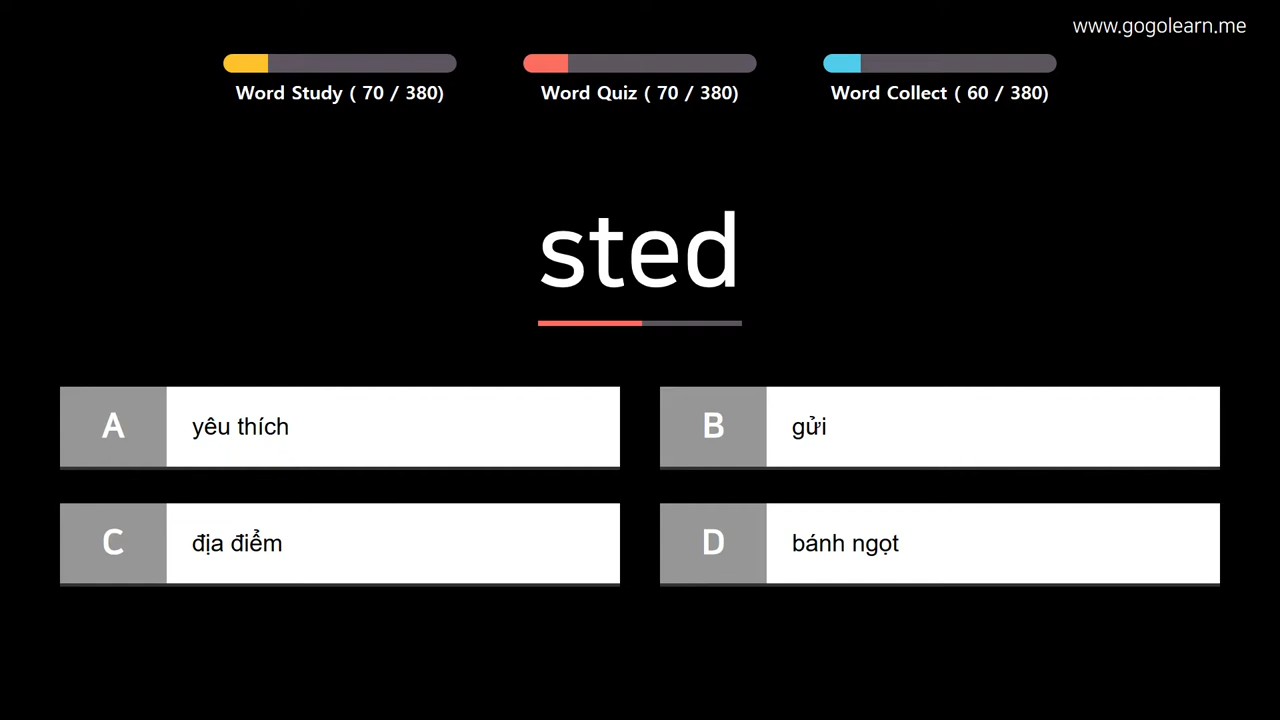 www.gogolearn.me
Word Study ( 70 / 380)
Word Quiz ( 70 / 380)
Word Collect ( 60 / 380)
sted
A yêu thích
B gửi
C địa điểm
D bánh ngọt